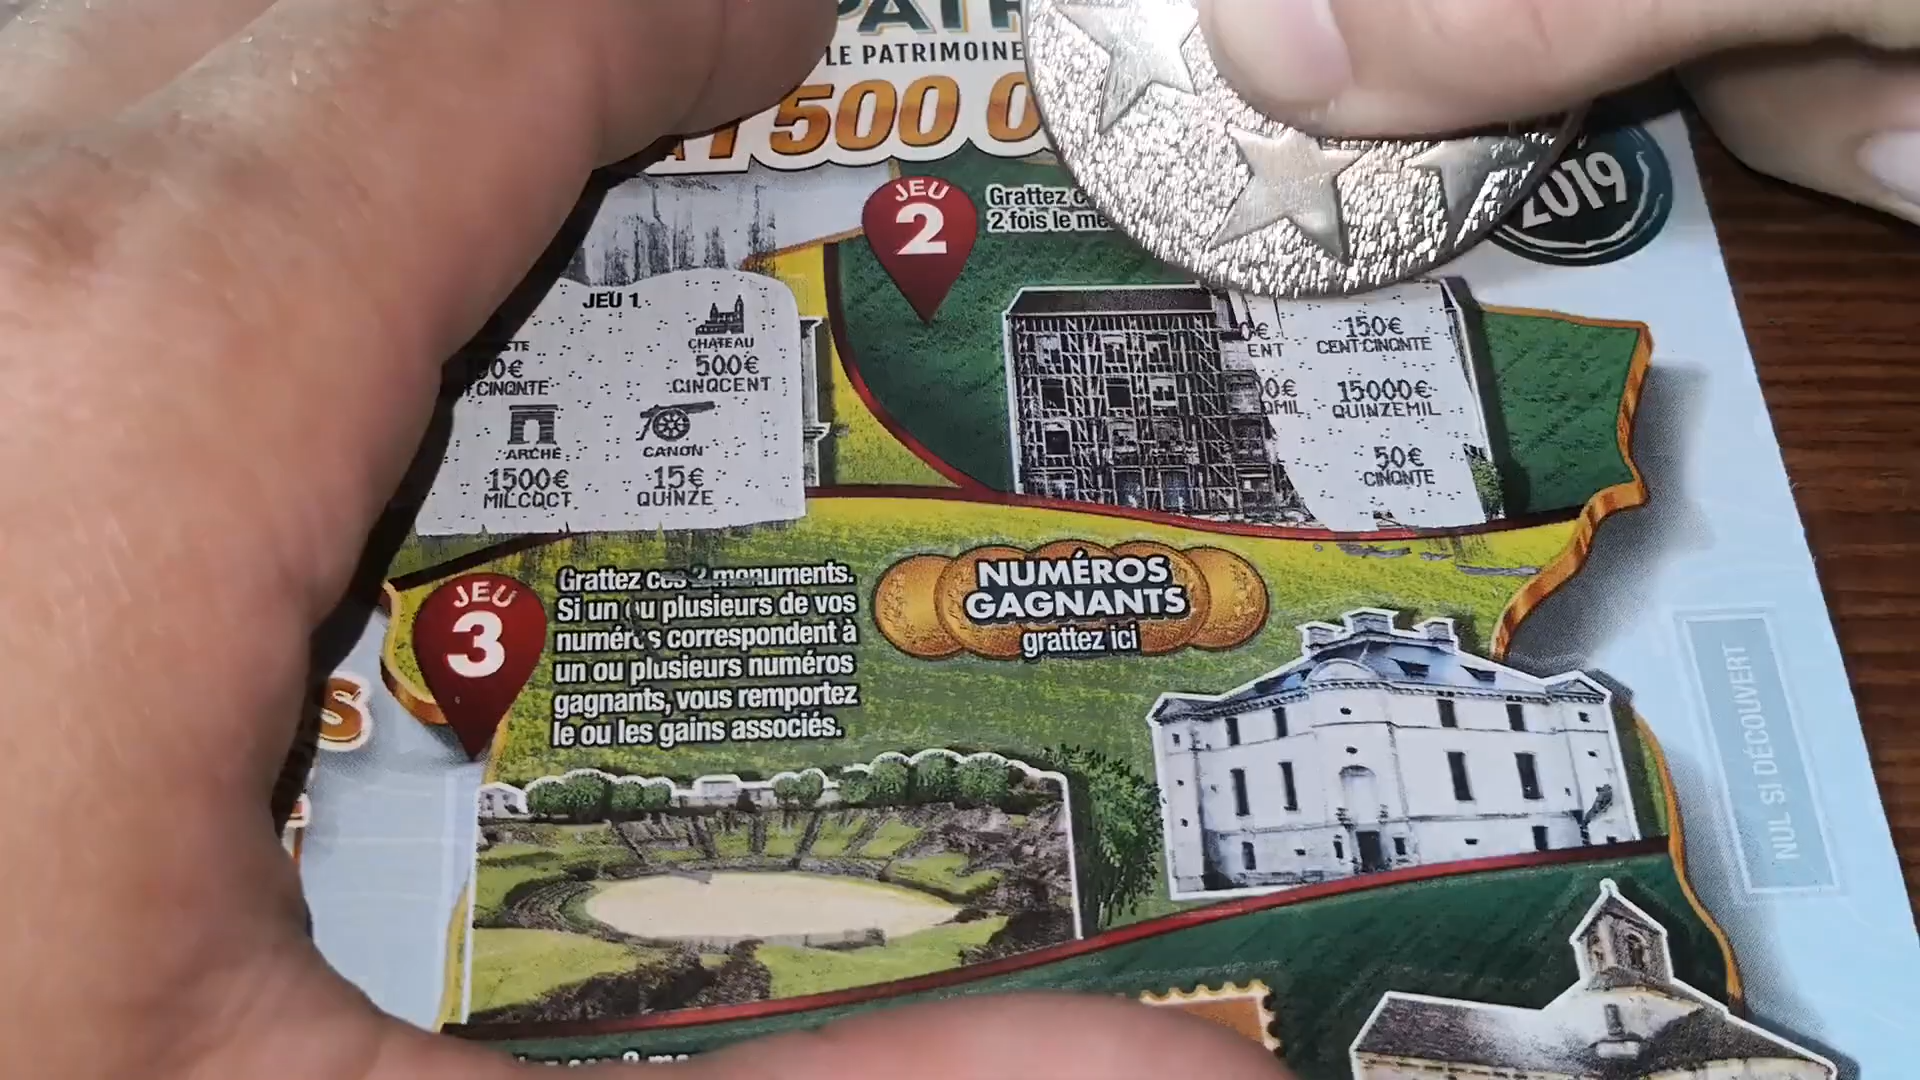 LE PATRIMOINE
2019
JEU
2
Grattez
2 fois le
JEU 1
CHATEAU
500€
CINQCENT
ARCHE
CANON
1500€
15€
MILCQCT
QUINZE
150€
CENTCINQNTE
15000€
QUINZEMIL
50€
CINQNTE
JEU
3
Grattez ces 2 monuments.
Si un ou plusieurs de vos
numéros correspondent à
un ou plusieurs numéros
gagnants, vous remportez
le ou les gains associés.
NUMÉROS
GAGNANTS
grattez ici
NUL SI DÉCOUVERT